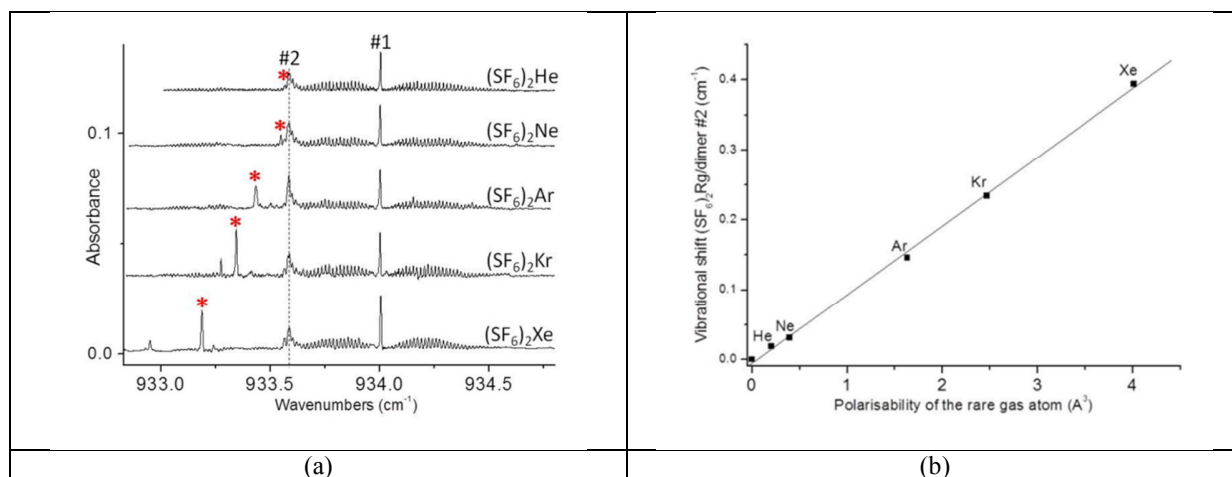 #2
#1
*
(SF6)2He
*
(SF6)2Ne
*
(SF6)2Ar
*
(SF6)2Kr
*
(SF6)2Xe
0.1
0.0
Absorbance
933.0
933.5
934.0
934.5
Wavenumbers (cm-1)
(a)
Vibrational shift (SF6)2Rg/dimer #2 (cm-1)
0.4
0.3
0.2
0.1
0.0
He
Ne
Ar
Kr
Xe
0
1
2
3
4
Polarisability of the rare gas atom (A3)
(b)